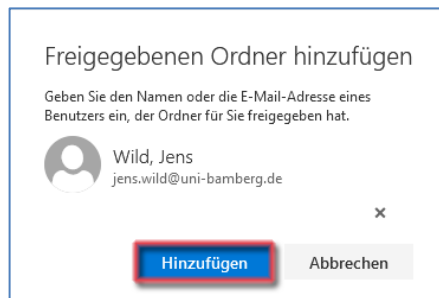 Freigegebenen Ordner hinzufügen
Geben Sie den Namen oder die E-Mail-Adresse eines
Benutzers ein, der Ordner für Sie freigegeben hat.
Wild, Jens
jens.wild@uni-bamberg.de
Hinzufügen Abbrechen